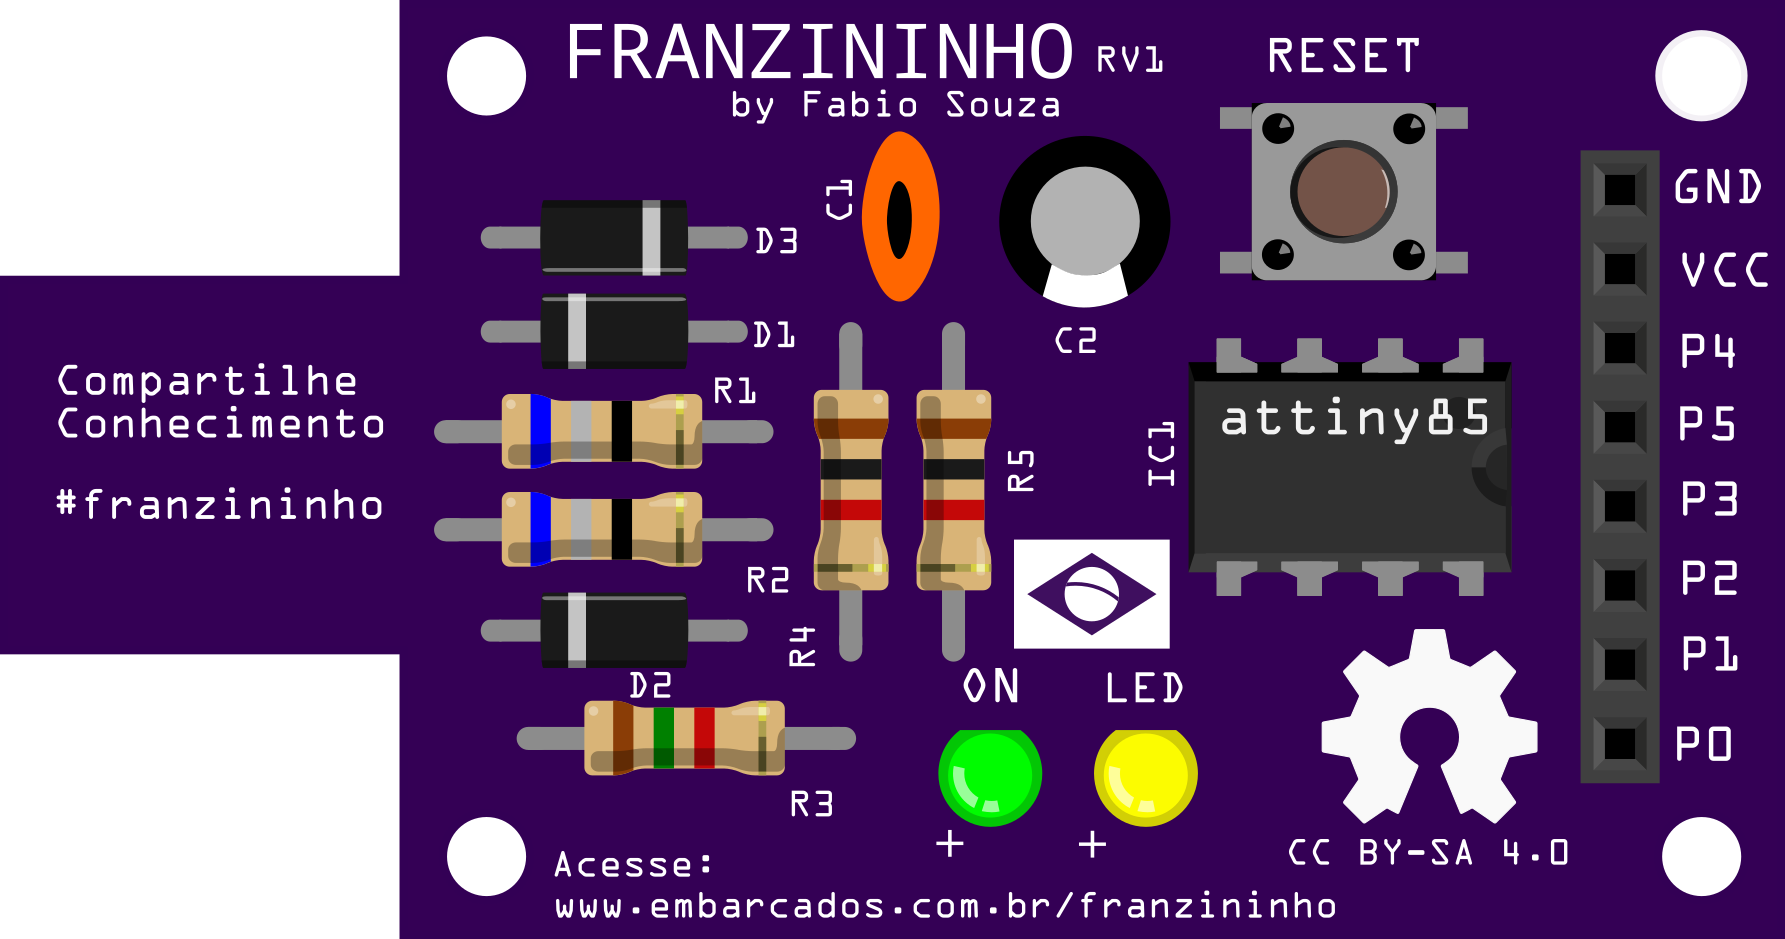 FRANZININHO RV1
by Fabio Souza
RESET
C1
D3
D1
C2
R1
GND
VCC
P4
P5
P3
P2
P1
P0
attiny85
IC1
R5
Compartilhe
Conhecimento
#franzininho
R2
R4
D2
ON
LED
R3
+
+
CC BY-SA 4.0
Acesse:
www.embarcados.com.br/franzininho